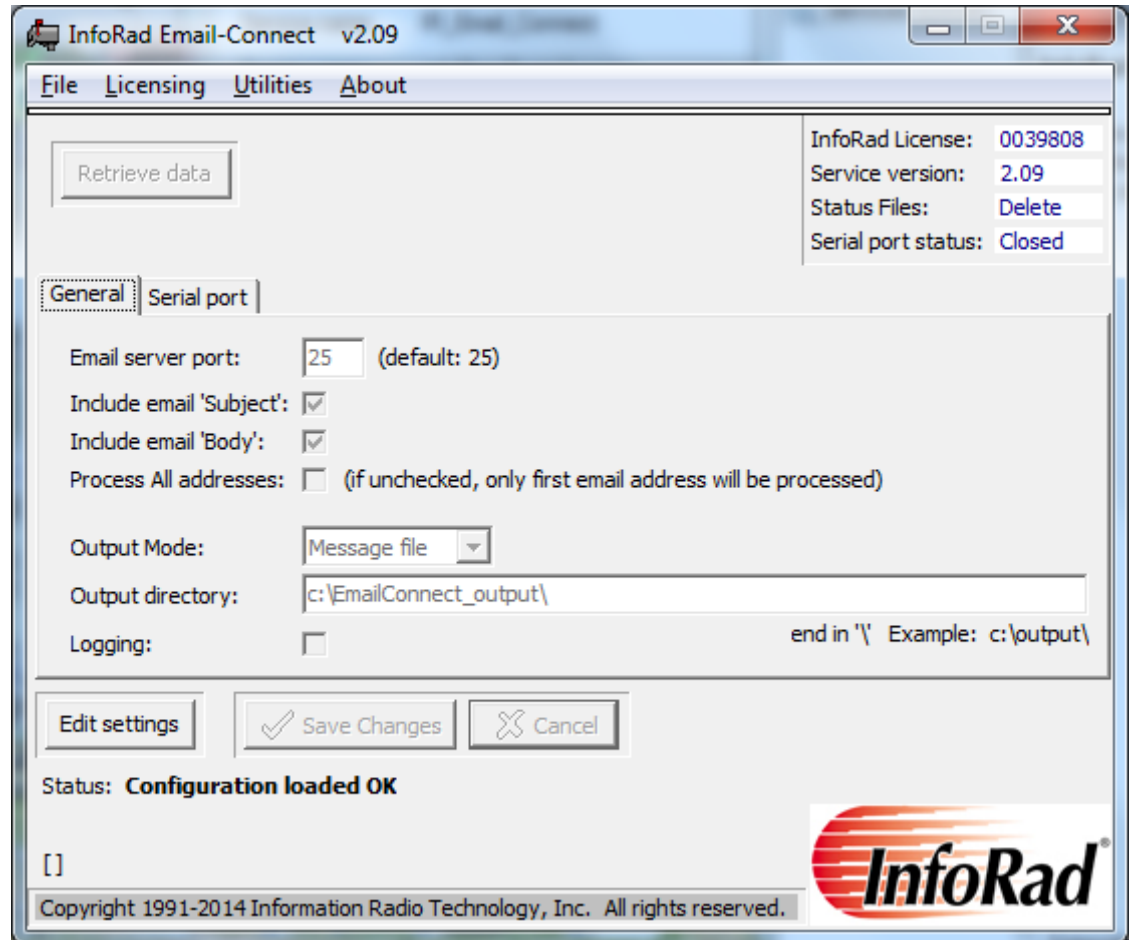 InfoRad Email-Connect v2.09
File Licensing Utilities About
Retrieve data
InfoRad License: 0039808
Service version: 2.09
Status Files: Delete
Serial port status: Closed
General Serial port
Email server port: 25 (default: 25)
Include email 'Subject':
Include email 'Body':
Process All addresses: (if unchecked, only first email address will be processed)
Output Mode: Message file
Output directory: c:\EmailConnect_output\
end in '\' Example: c:\output\
Logging:
Edit settings Save Changes Cancel
Status: Configuration loaded OK
[]
InfoRad®
Copyright 1991-2014 Information Radio Technology, Inc. All rights reserved.